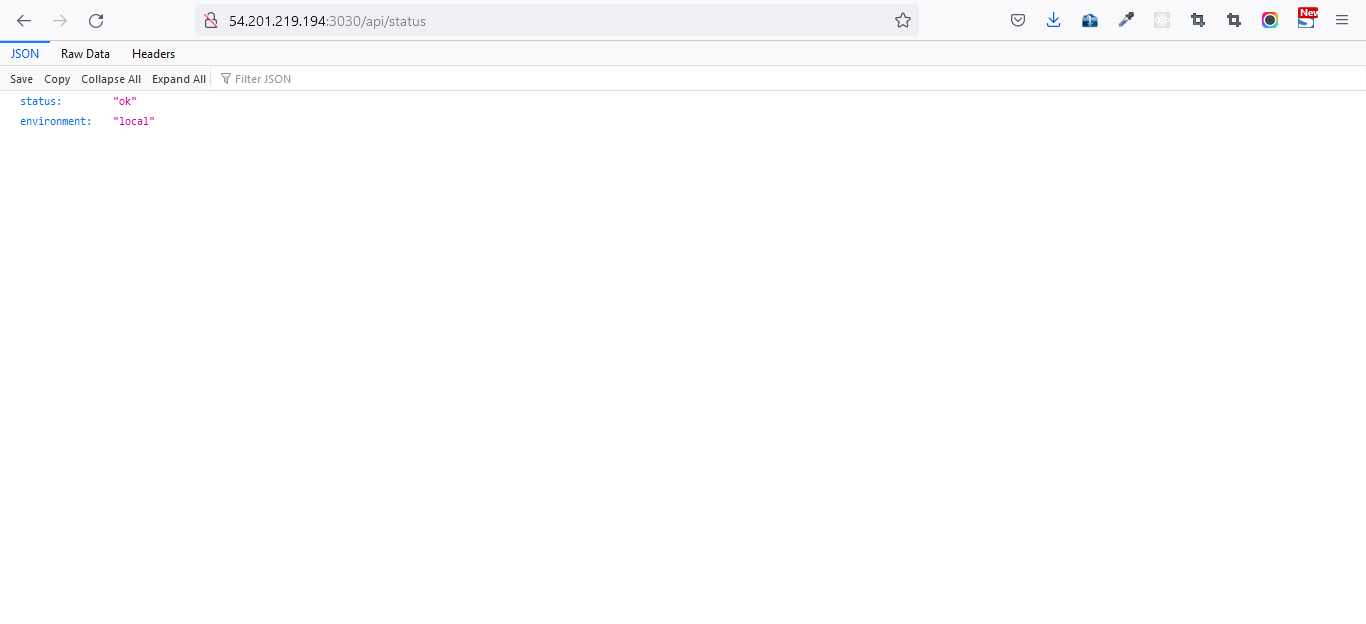 54.201.219.194:3030/api/status
New
JSON Raw Data Headers
Save Copy Collapse All Expand All Filter JSON
status: "ok"
environment: "local"